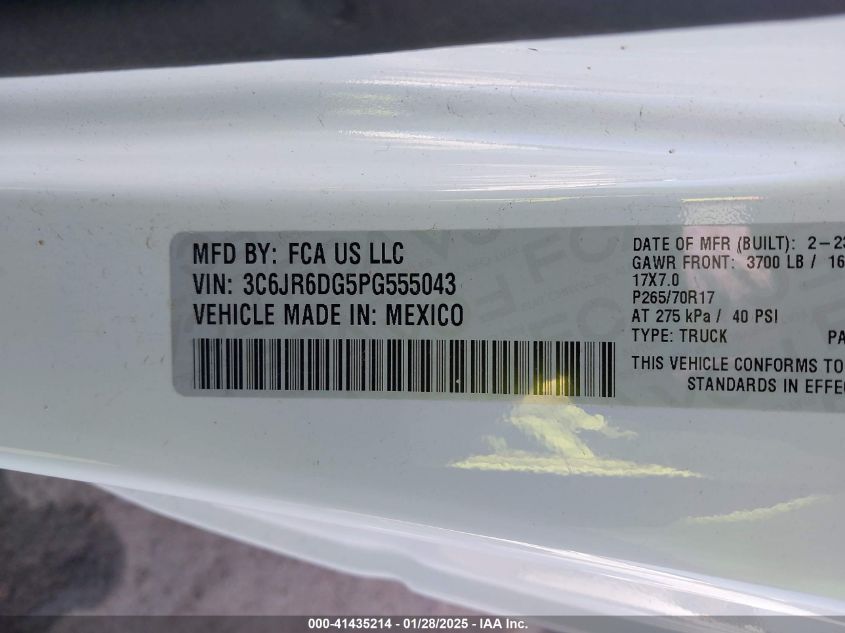 MFD BY: FCA US LLC
VIN: 3C6JR6DG5PG555043
VEHICLE MADE IN: MEXICO
DATE OF MFR (BUILT): 2-23
GAWR FRONT: 3700 LB / 16
17X7.0
P265/70R17
AT 275 kPa / 40 PSI
TYPE: TRUCK PA
THIS VEHICLE CONFORMS TO
STANDARDS IN EFFE
000-41435214 - 01/28/2025 - IAA Inc.